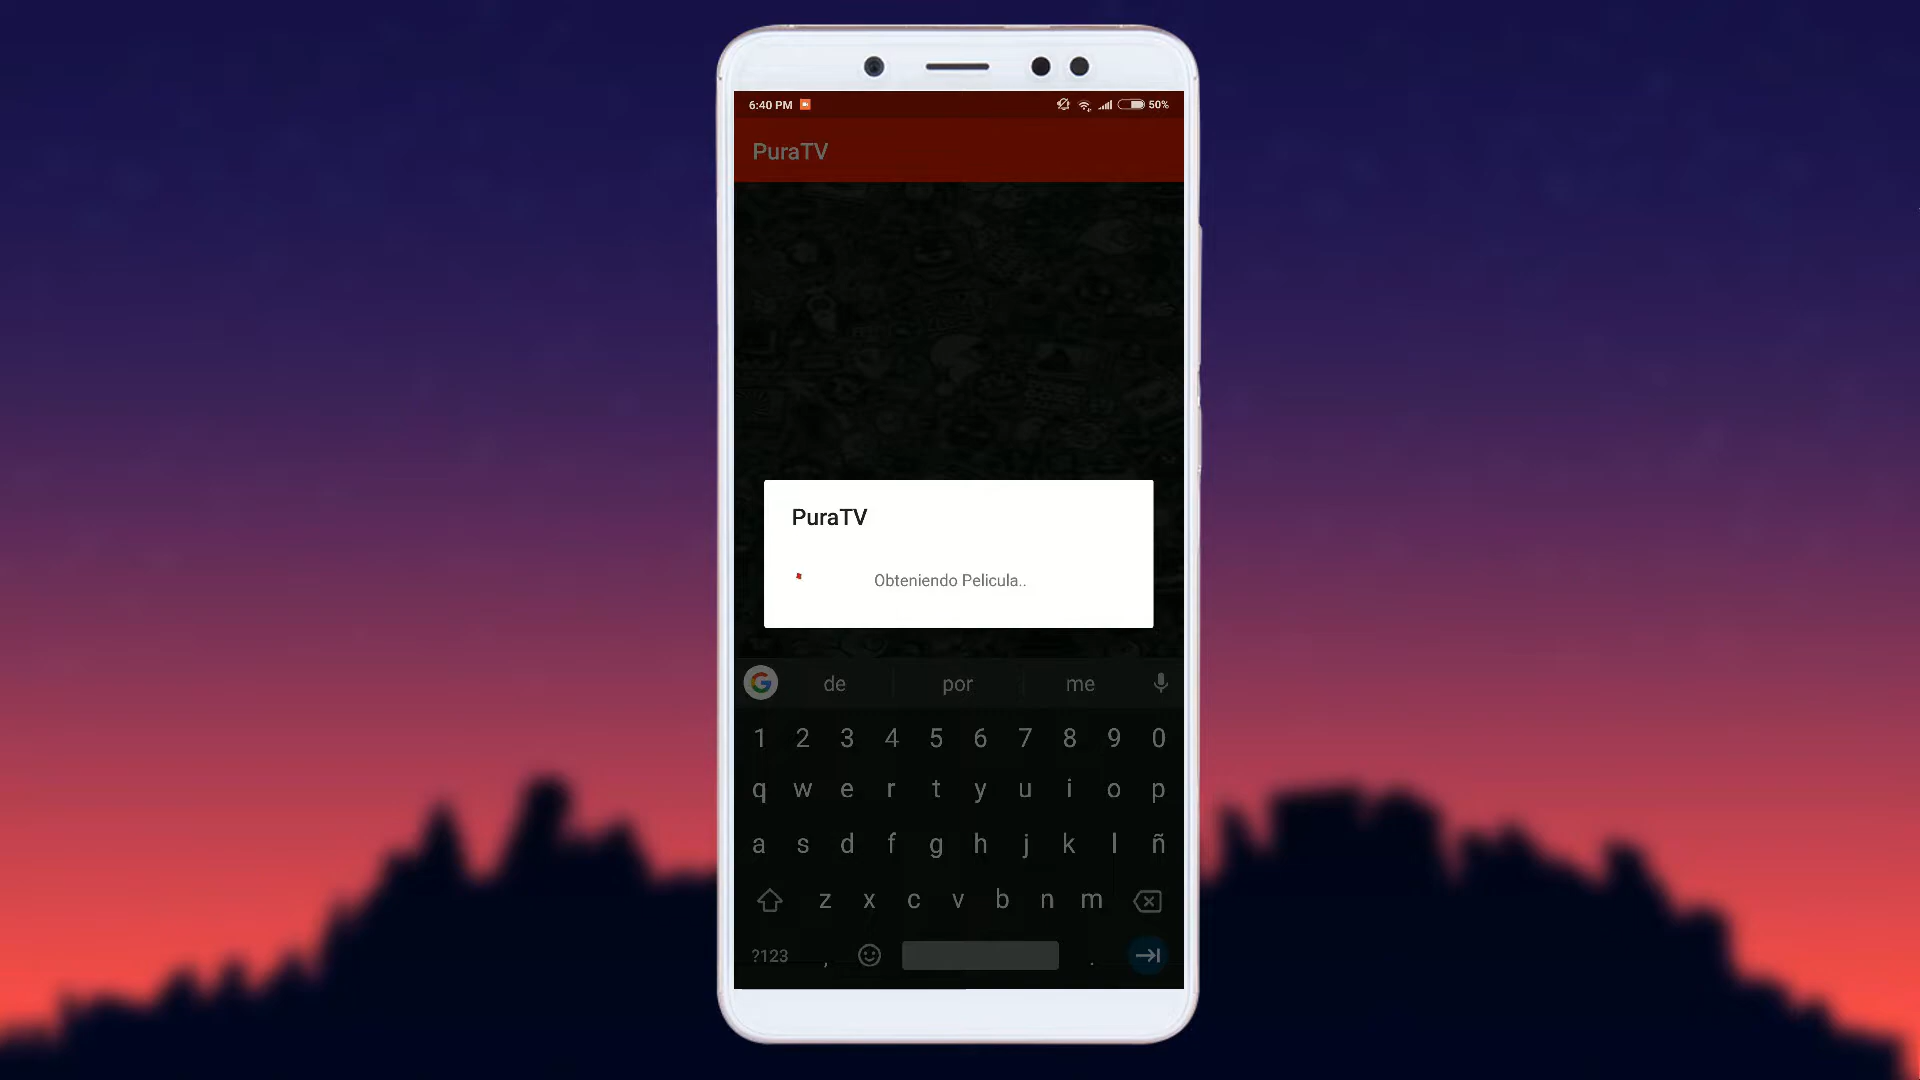 6:40 PM 50%
PuraTV
PuraTV
Obteniendo Pelicula..
de por me
1 2 3 4 5 6 7 8 9 0
q w e r t y u i o p
a s d f g h j k l ñ
z x c v b n m
?123 , .